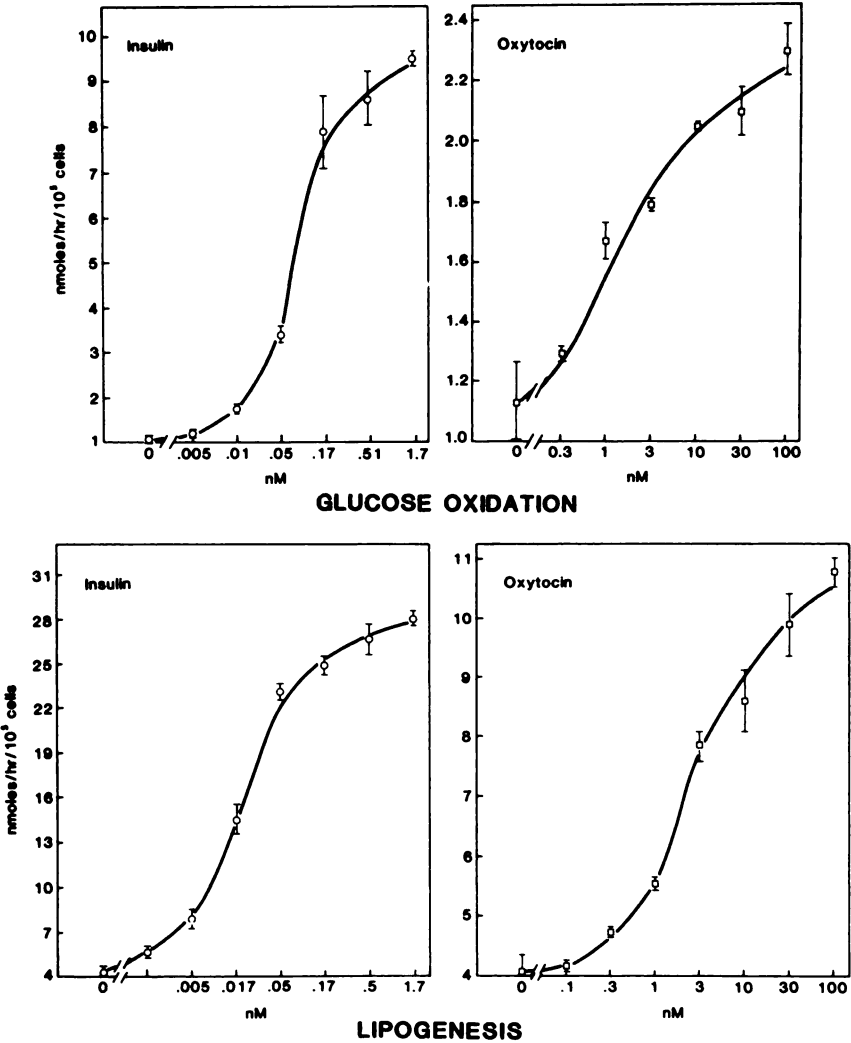 Insulin
10
9
8
7
6
5
4
3
2
1
nmoles/hr/10⁵ cells
0 .005 .01 .05 .17 .51 1.7
nM
Oxytocin
2.4
2.2
2.0
1.8
1.6
1.4
1.2
1.0
0 0.3 1 3 10 30 100
nM
GLUCOSE OXIDATION
Insulin
31
28
25
22
19
16
13
10
7
4
nmoles/hr/10⁵ cells
0 .005 .017 .05 .17 .5 1.7
nM
Oxytocin
11
10
9
8
7
6
5
4
0 .1 .3 1 3 10 30 100
nM
LIPOGENESIS